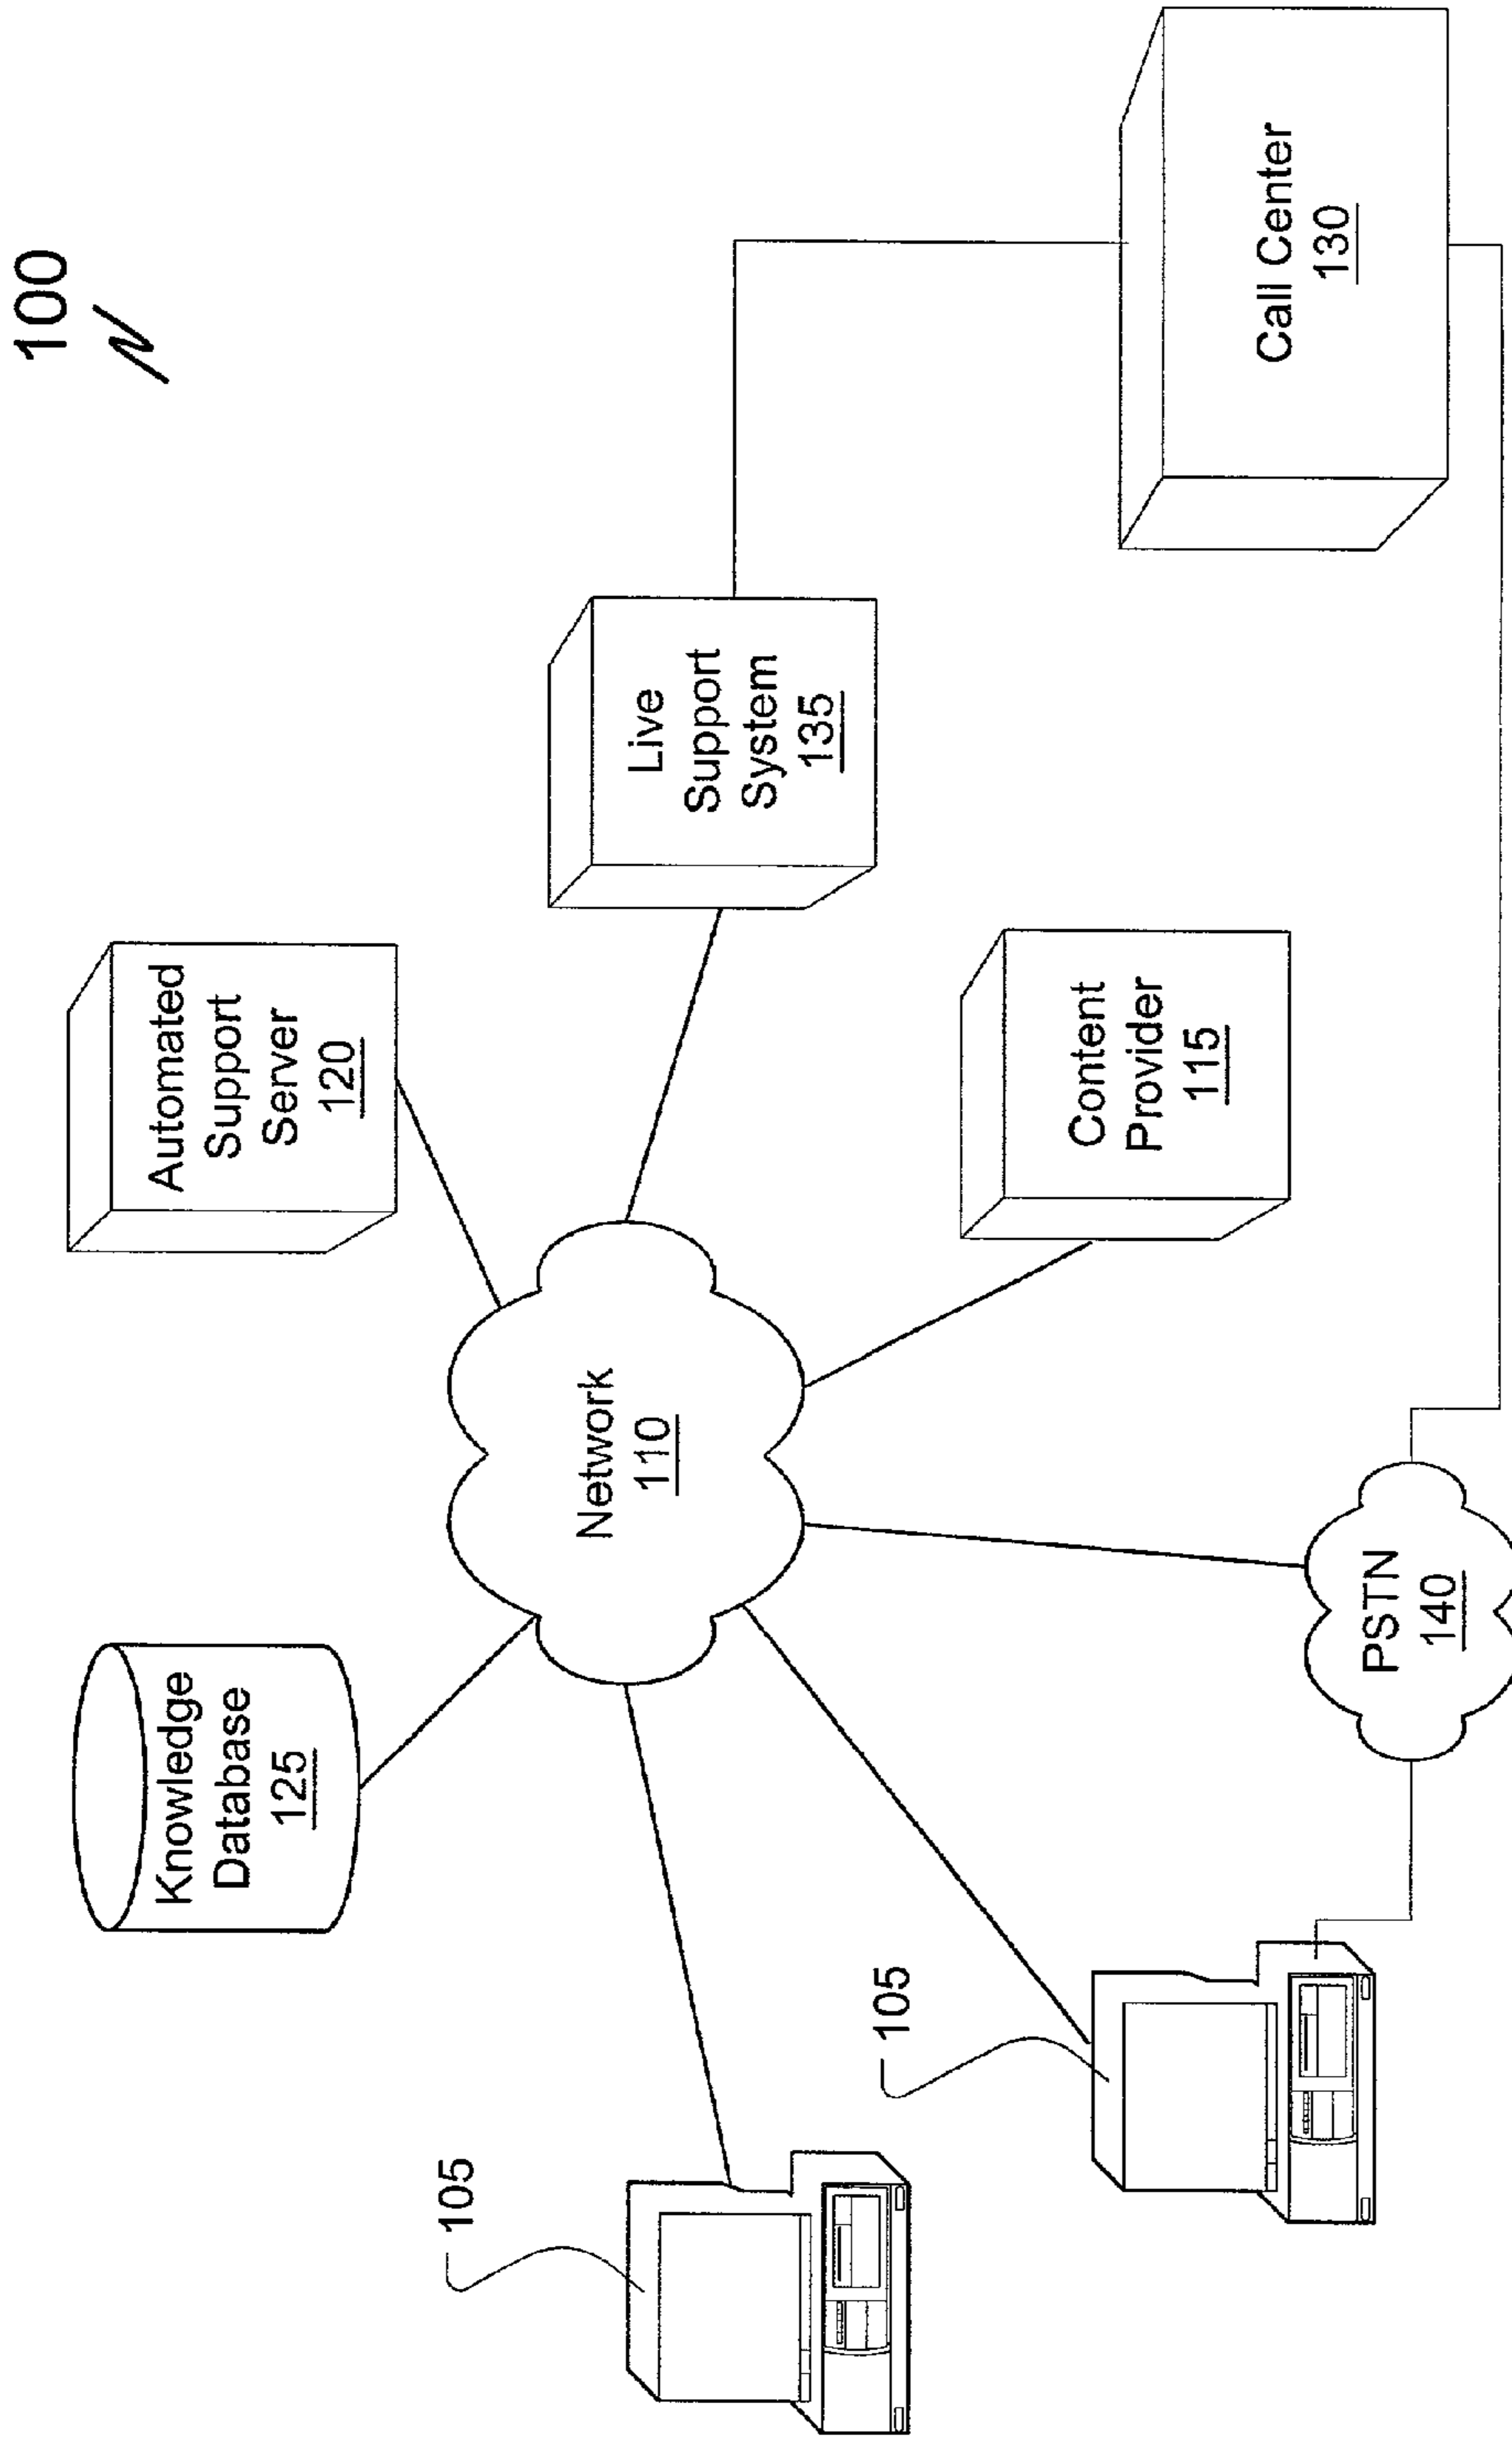 100
Knowledge
Database
125
Automated
Support
Server
120
105
Network
110
Live
Support
System
135
105
Content
Provider
115
PSTN
140
Call Center
130